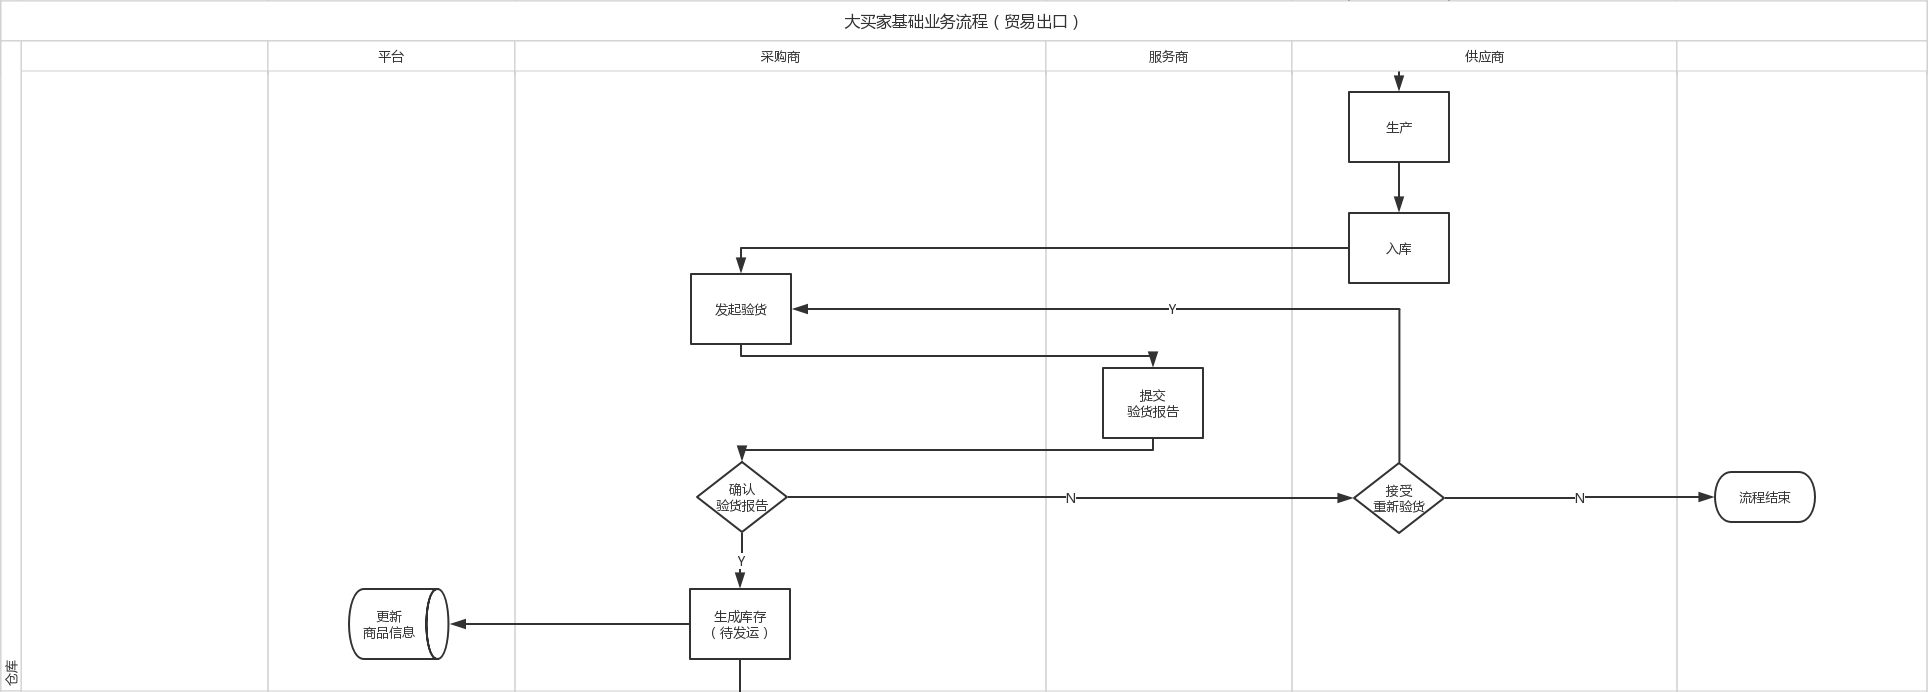 大买家基础业务流程（贸易出口）
平台
采购商
服务商
供应商
生产
入库
发起验货
Y
提交
验货报告
确认
验货报告
N
接受
重新验货
N
流程结束
Y
更新
商品信息
生成库存
（待发运）
仓库